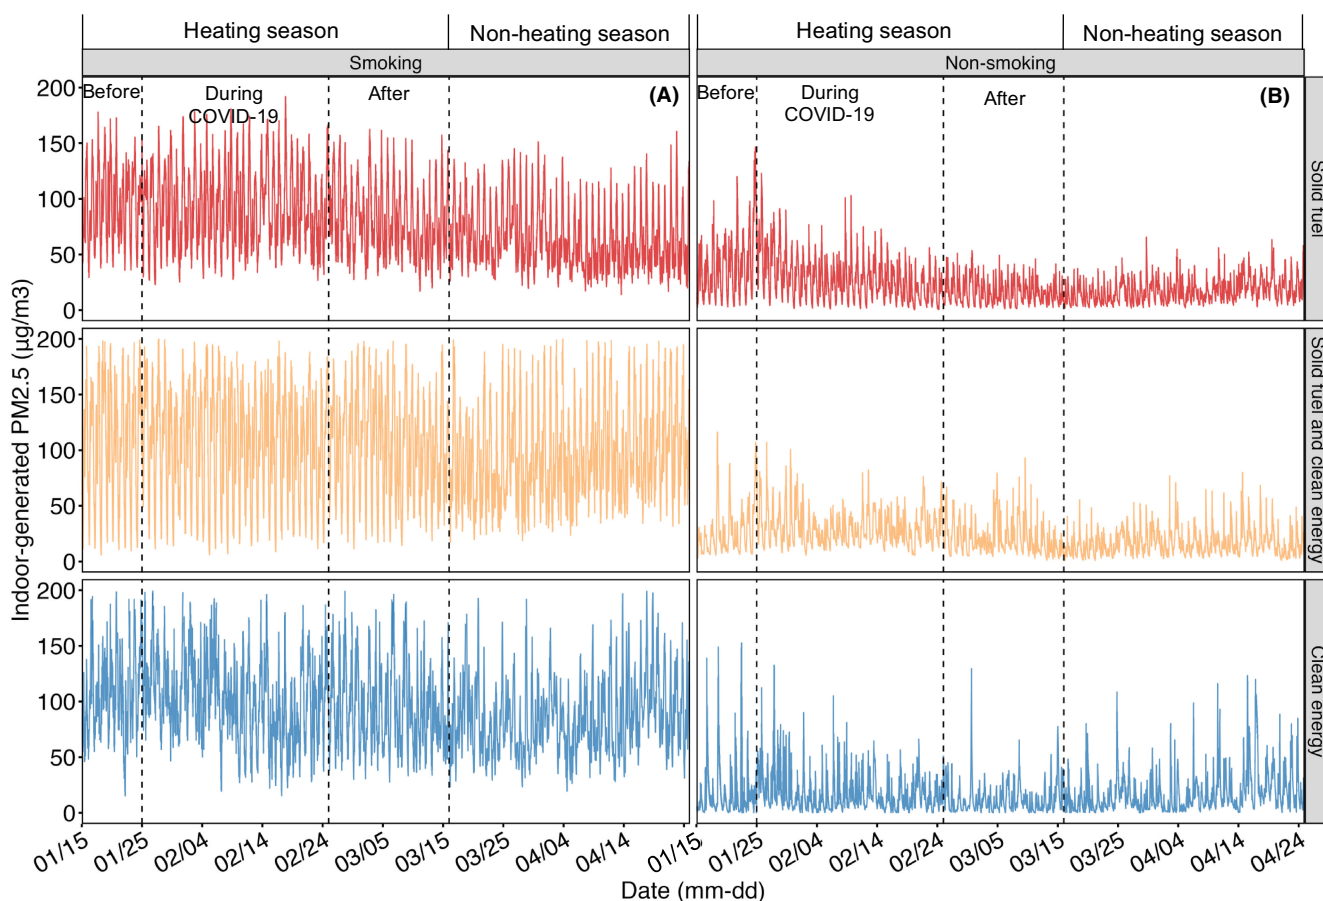 Heating season
Non-heating season
Heating season
Non-heating season
Smoking
Non-smoking
Before
During
COVID-19
After
(A)
Before
During
COVID-19
After
(B)
Solid fuel
Solid fuel and clean energy
Clean energy
Indoor-generated PM2.5 (µg/m3)
200
150
100
50
0
200
150
100
50
0
200
150
100
50
0
01/15
01/25
02/04
02/14
02/24
03/05
03/15
03/25
04/04
04/14
01/15
01/25
02/04
02/14
02/24
03/05
03/15
03/25
04/04
04/14
04/24
Date (mm-dd)